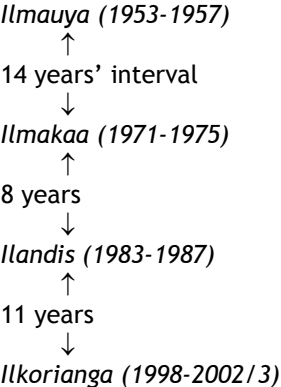 Ilmauya (1953-1957)
↑
14 years’ interval
↓
Ilmakaa (1971-1975)
↑
8 years
↓
Ilandis (1983-1987)
↑
11 years
↓
Ilkorianga (1998-2002/3)